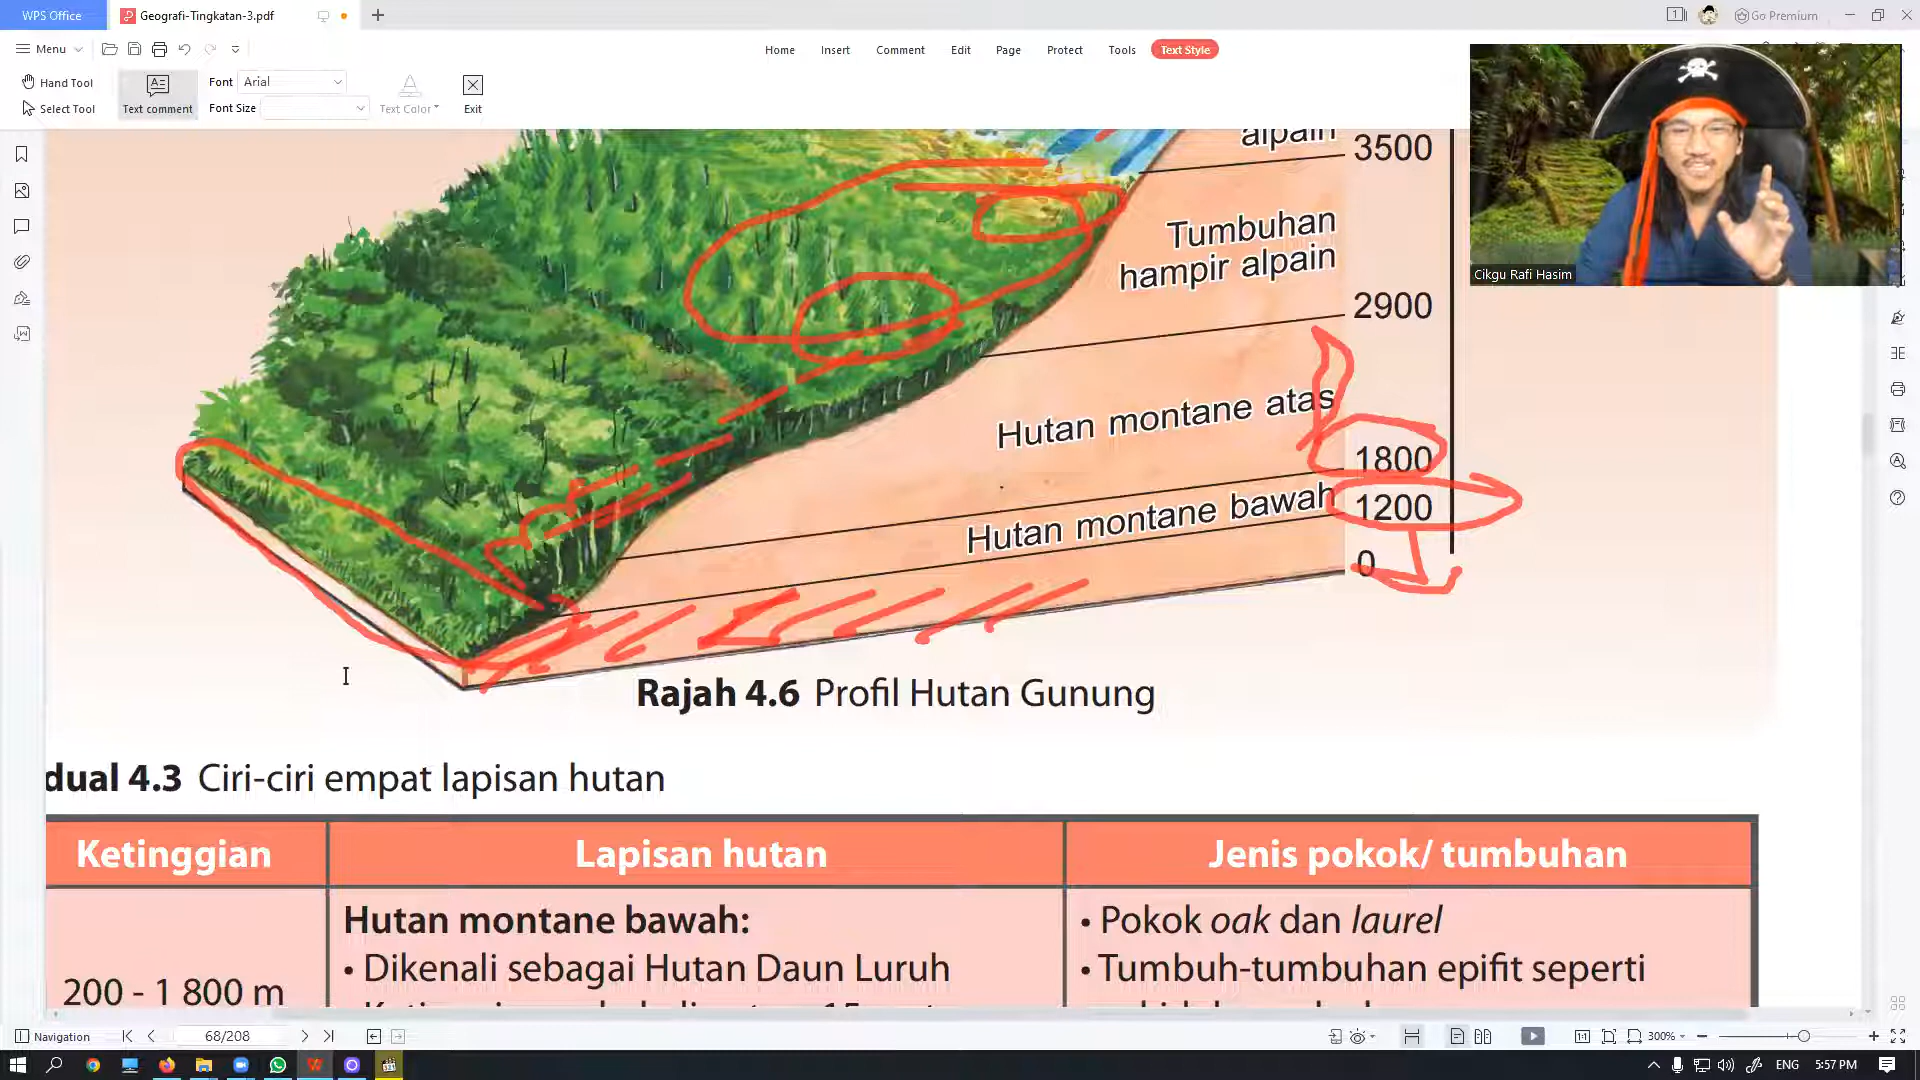 WPS Office
Geografi-Tingkatan-3.pdf
Go Premium
Menu
Home Insert Comment Edit Page Protect Tools Text Style
Hand Tool
Select Tool
Text comment
Font Arial
Font Size
Text Color
Exit
Cikgu Rafi Hasim
alpain
3500
Tumbuhan
hampir alpain
2900
Hutan montane atas
1800
Hutan montane bawah
1200
0
Rajah 4.6 Profil Hutan Gunung
dual 4.3 Ciri-ciri empat lapisan hutan
Ketinggian
Lapisan hutan
Jenis pokok/ tumbuhan
200 - 1 800 m
Hutan montane bawah:
• Dikenali sebagai Hutan Daun Luruh
• Pokok oak dan laurel
• Tumbuh-tumbuhan epifit seperti
Navigation
68/208
300%
ENG
5:57 PM